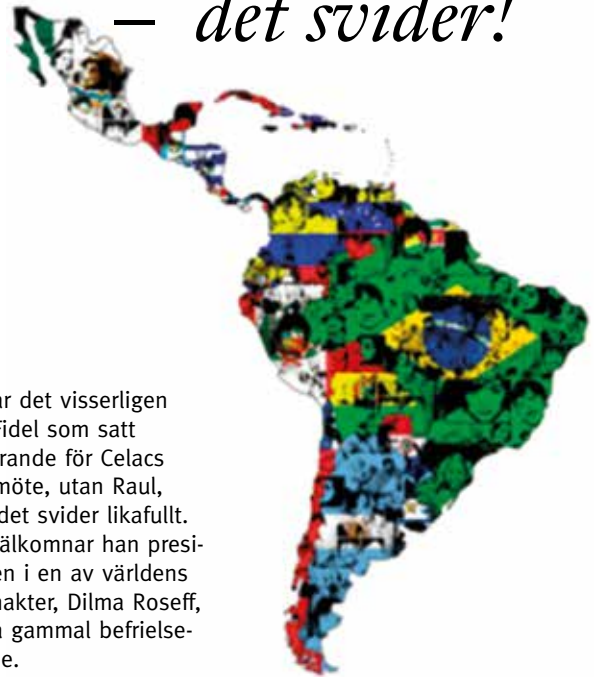 – det svider!
ar det visserligen
Fidel som satt
rande för Celacs
möte, utan Raul,
det svider likafullt.
älkomnar han presi-
en i en av världens
nakter, Dilma Roseff,
a gammal befrielse-
e.